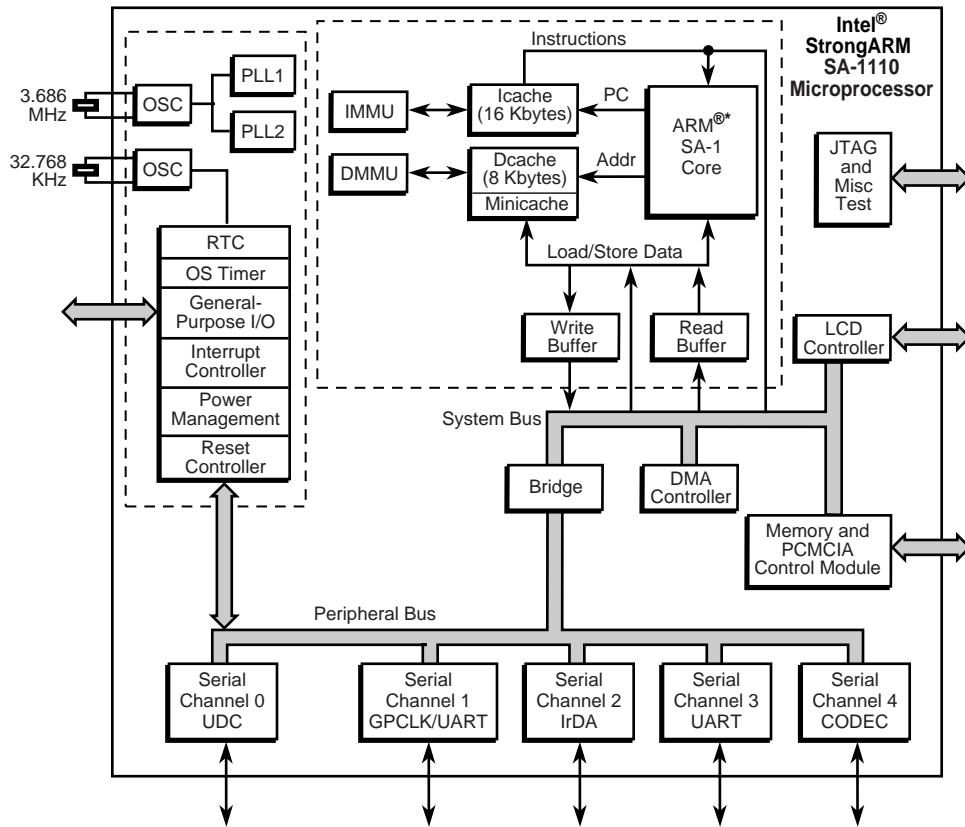 Intel®
StrongARM
SA-1110
Microprocessor
3.686
MHz
OSC
PLL1
PLL2
32.768
KHz
OSC
RTC
OS Timer
General-
Purpose I/O
Interrupt
Controller
Power
Management
Reset
Controller
Instructions
IMMU
Icache
(16 Kbytes)
PC
ARM®*
SA-1
Core
DMMU
Dcache
(8 Kbytes)
Minicache
Addr
Load/Store Data
Write
Buffer
Read
Buffer
JTAG
and
Misc
Test
LCD
Controller
System Bus
Bridge
DMA
Controller
Memory and
PCMCIA
Control Module
Peripheral Bus
Serial
Channel 0
UDC
Serial
Channel 1
GPCLK/UART
Serial
Channel 2
IrDA
Serial
Channel 3
UART
Serial
Channel 4
CODEC